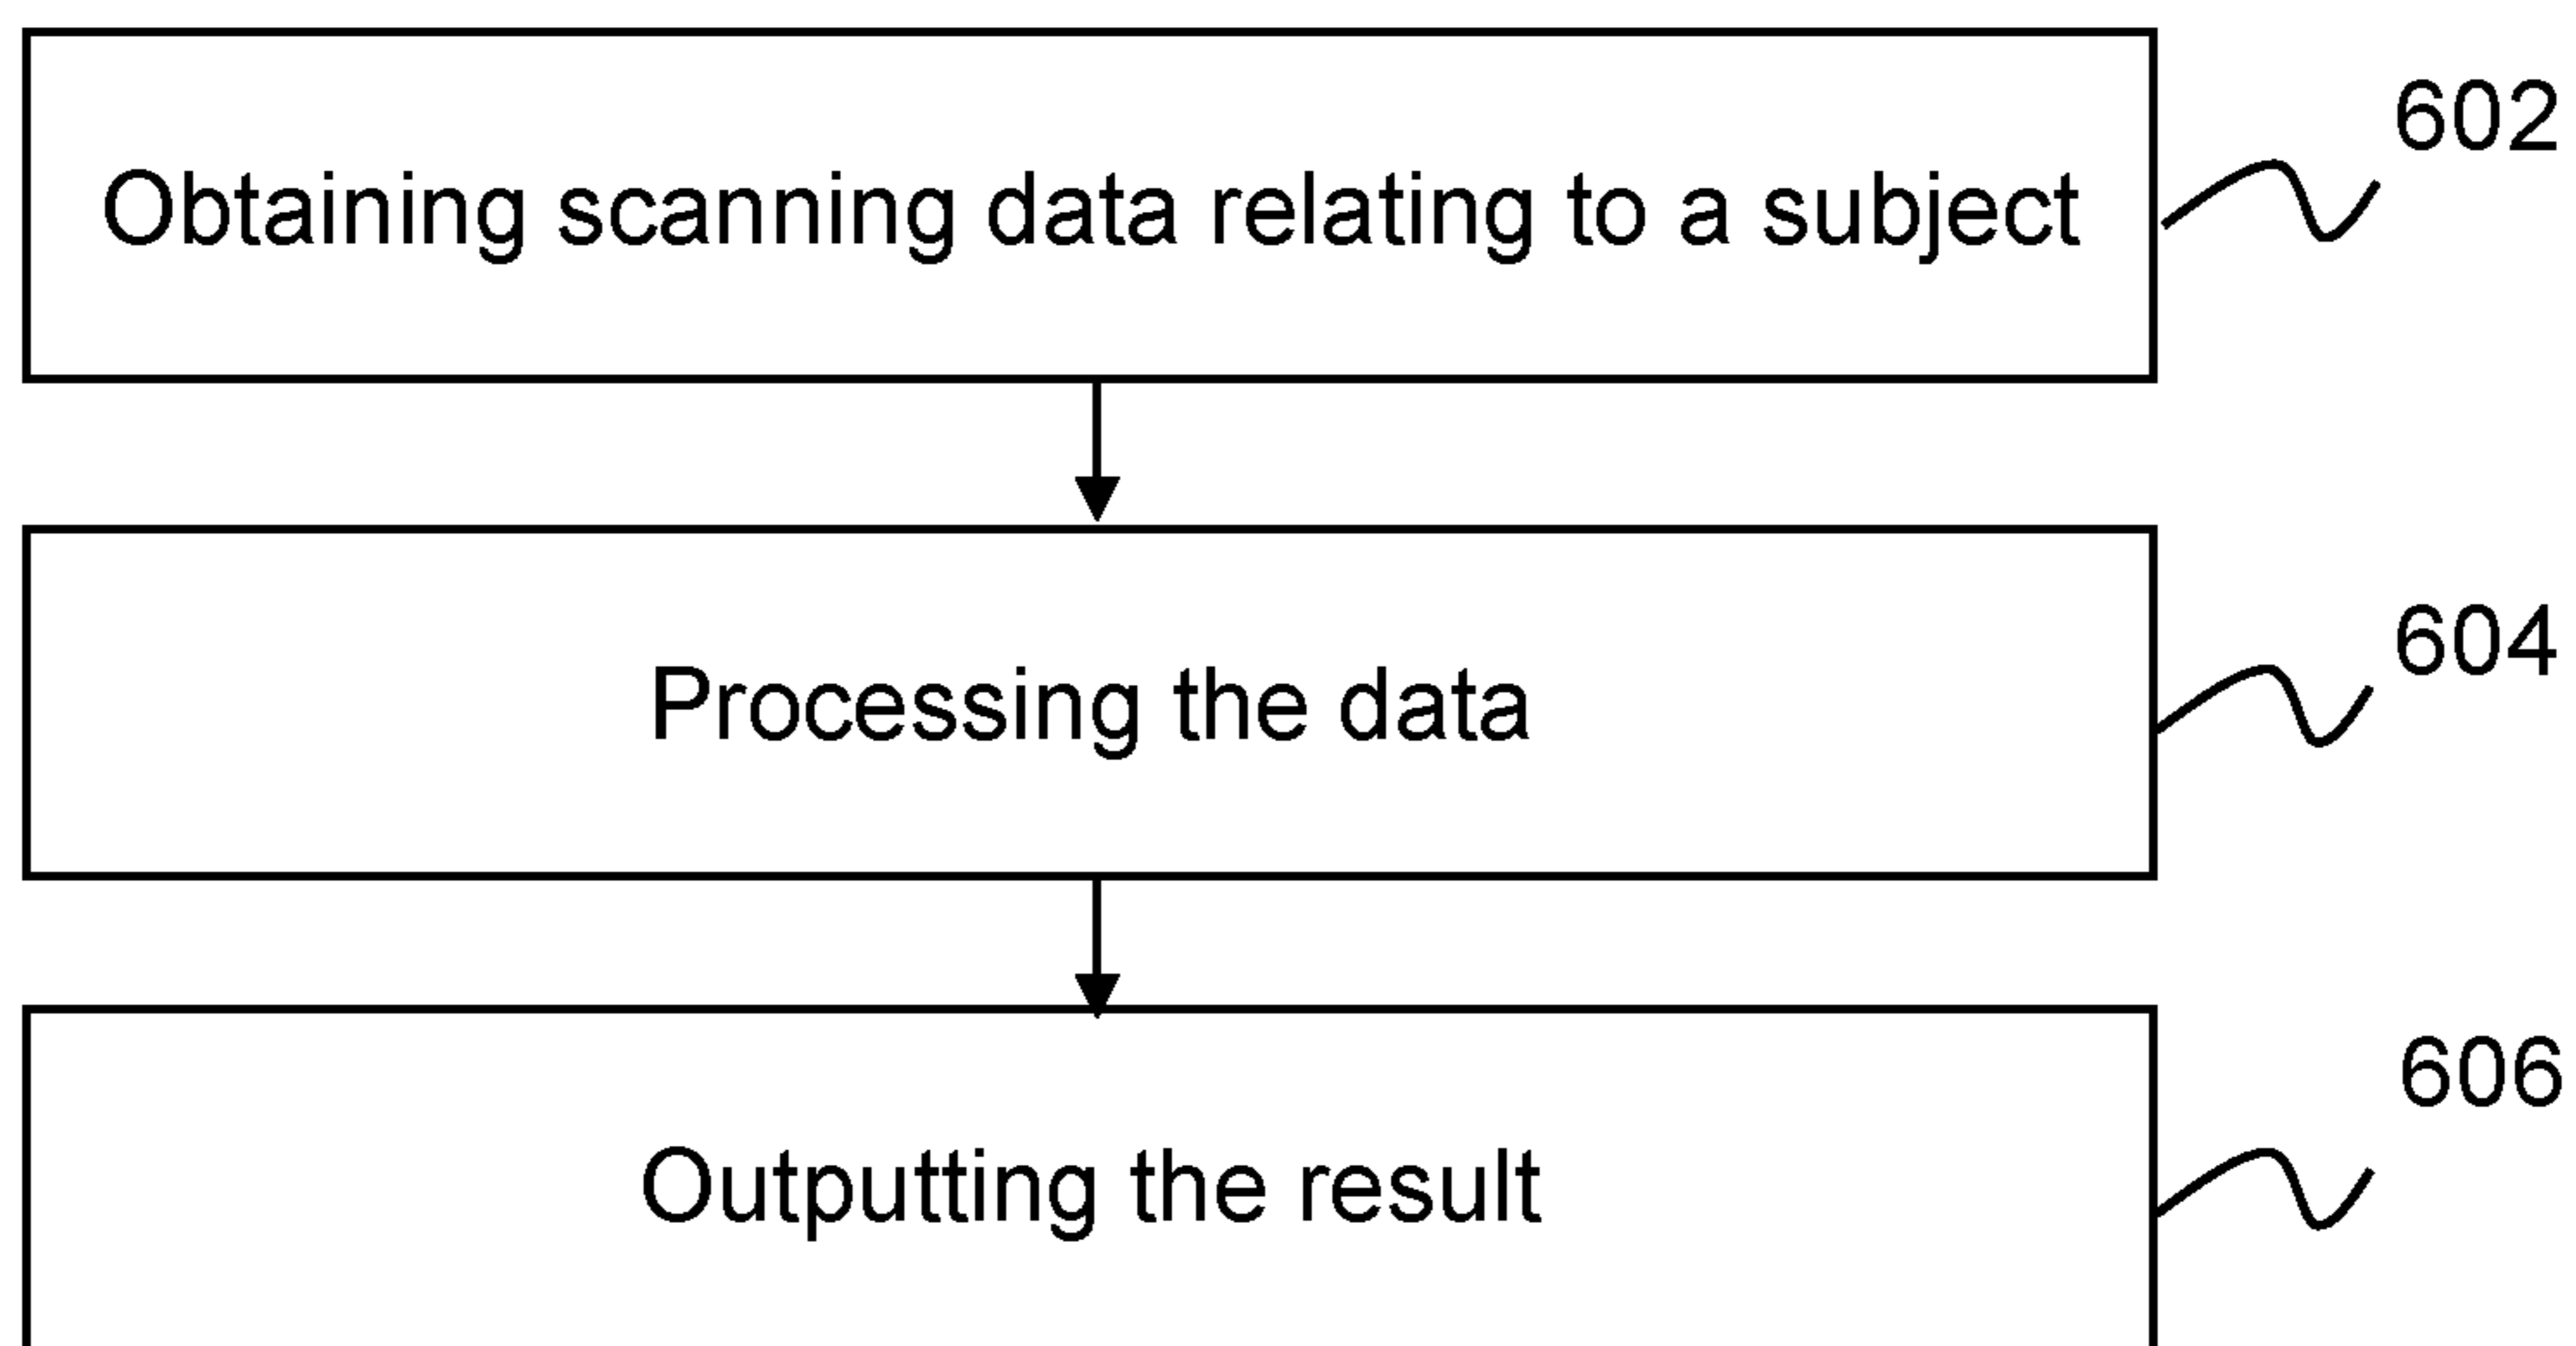 602
Obtaining scanning data relating to a subject
604
Processing the data
606
Outputting the result